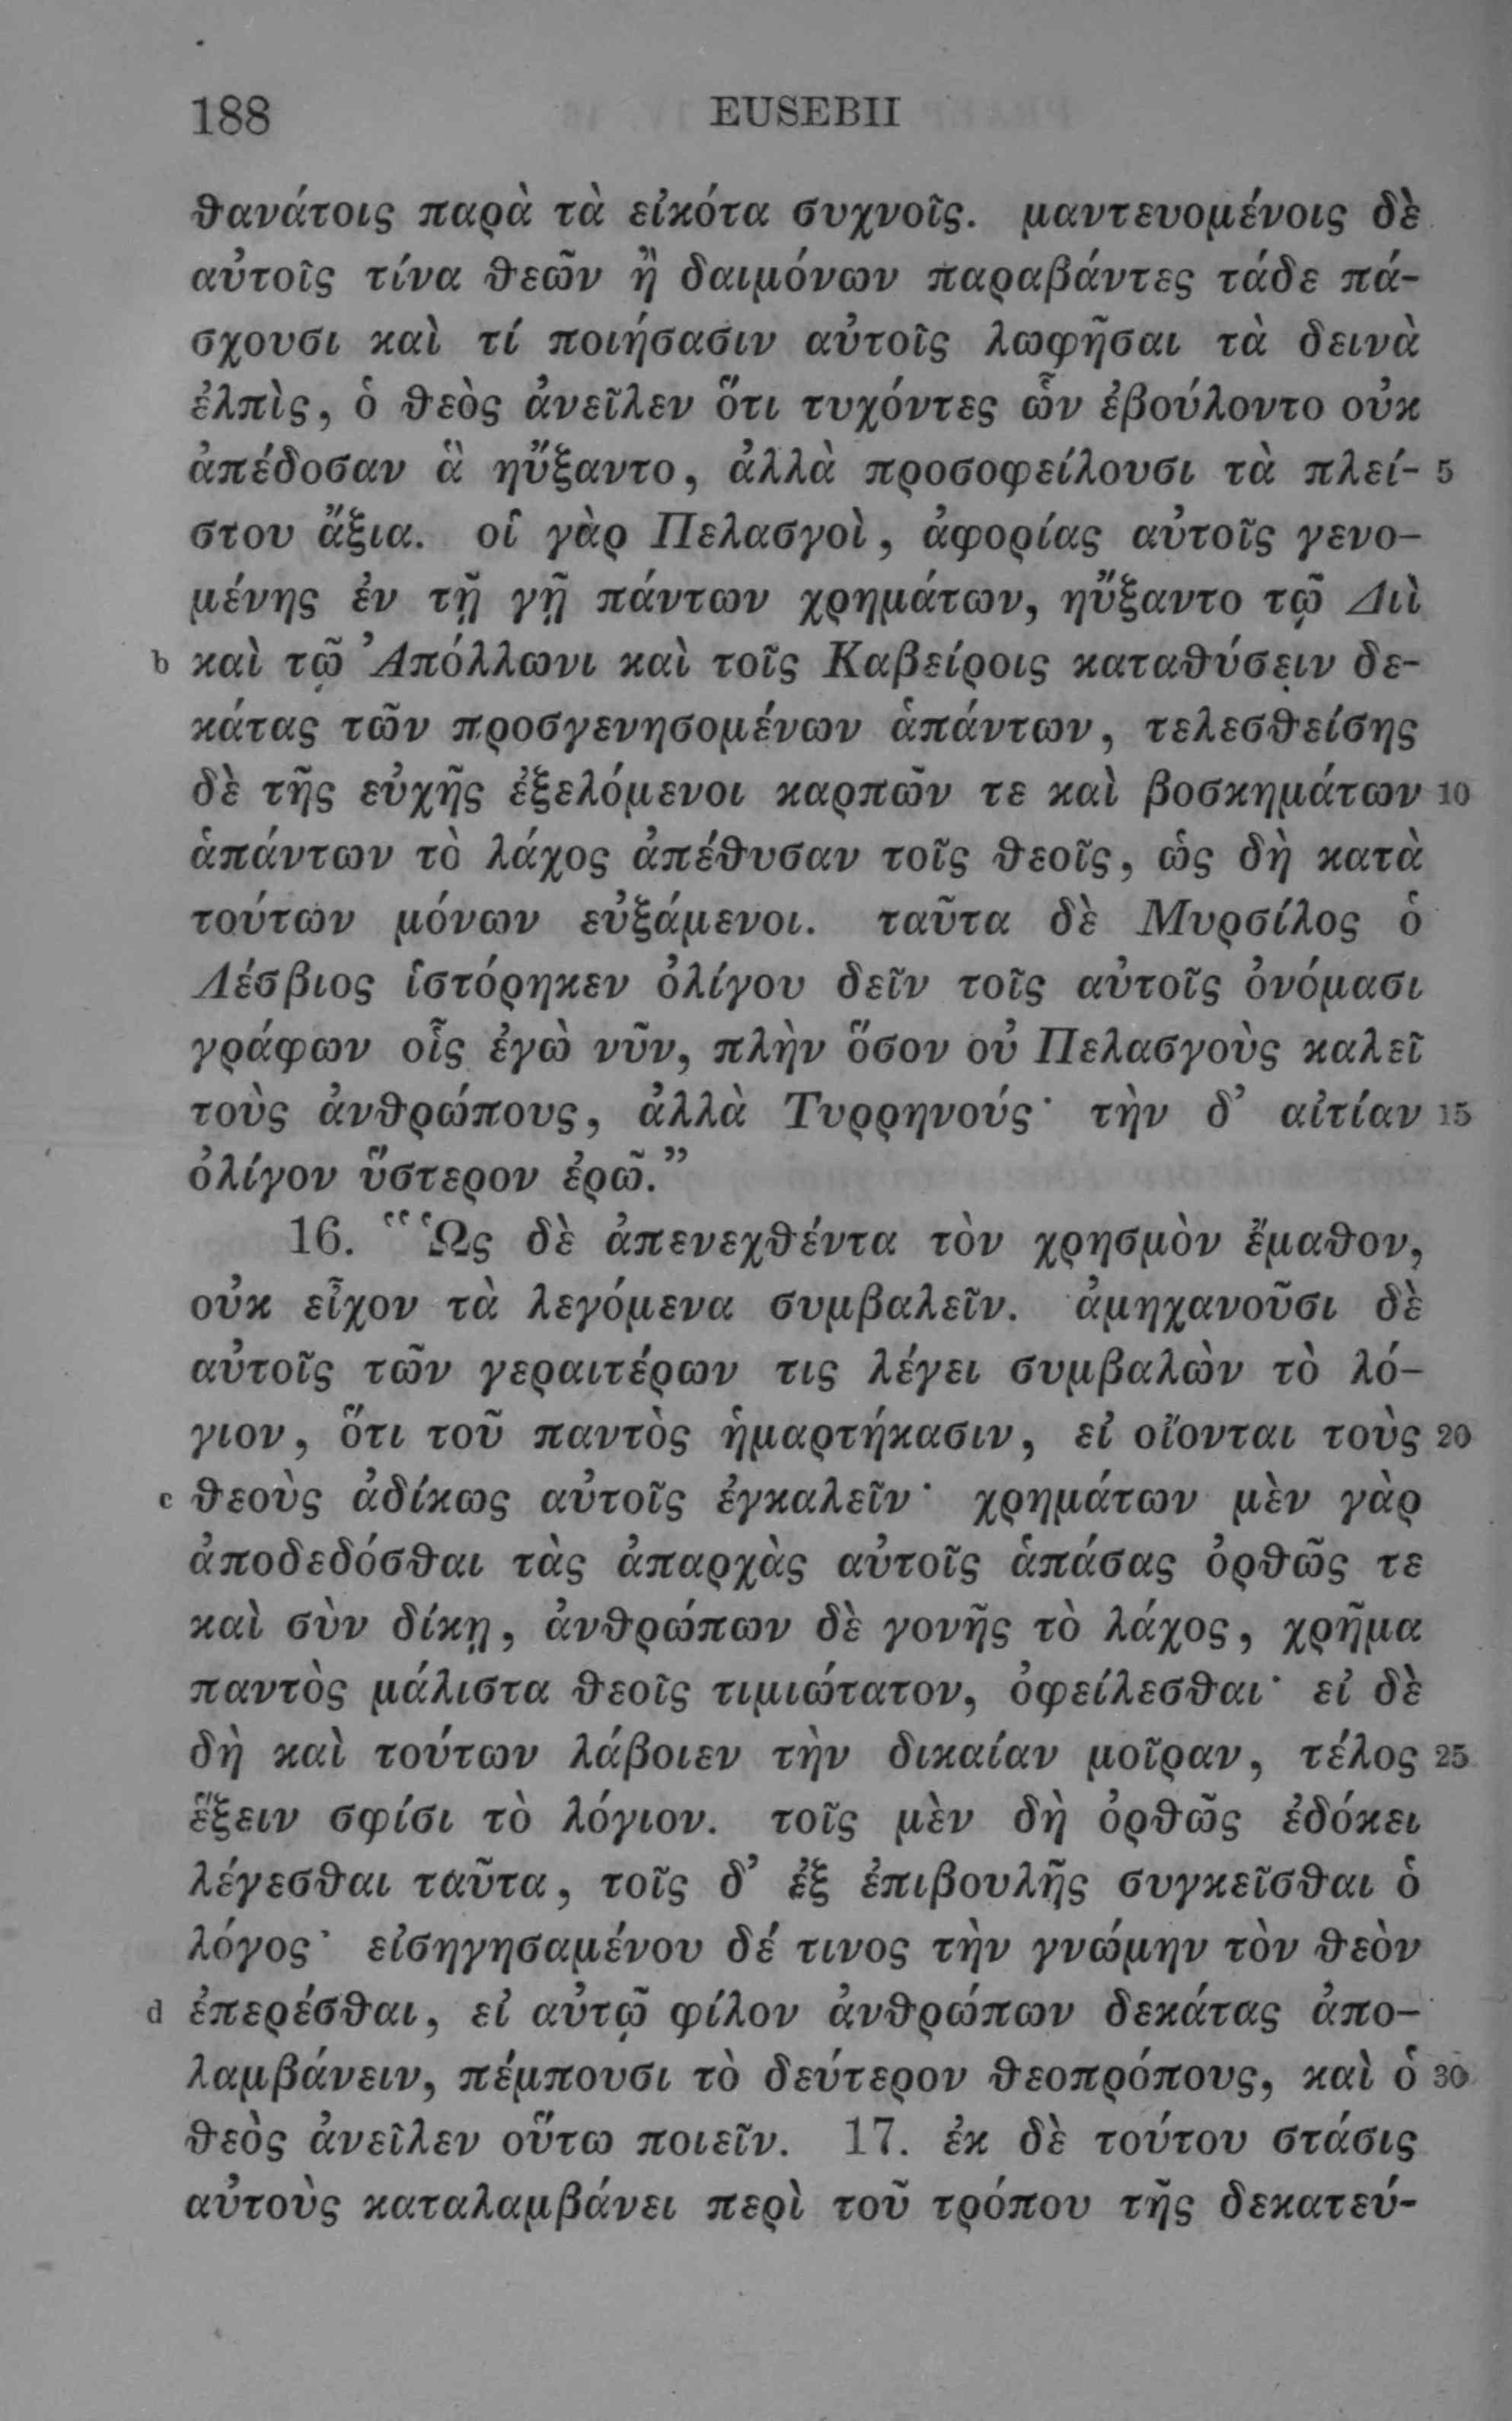 188 EUSEBII
θανάτοις παρὰ τὰ εἰκότα συχνοῖς. μαντευομένοις δὲ
αὐτοῖς τίνα θεῶν ἢ δαιμόνων παραβάντες τάδε πά-
σχουσι καὶ τί ποιήσασιν αὐτοῖς λωφῆσαι τὰ δεινὰ
ἐλπὶς, ὁ θεὸς ἀνεῖλεν ὅτι τυχόντες ὧν ἐβούλοντο οὐκ
ἀπέδοσαν ἃ ηὔξαντο, ἀλλὰ προσοφείλουσι τὰ πλεί- 5
στου ἄξια. οἱ γὰρ Πελασγοὶ, ἀφορίας αὐτοῖς γενο-
μένης ἐν τῇ γῇ πάντων χρημάτων, ηὔξαντο τῷ Διὶ
b καὶ τῷ Ἀπόλλωνι καὶ τοῖς Καβείροις καταθύσειν δε-
κάτας τῶν προσγενησομένων ἁπάντων, τελεσθείσης
δὲ τῆς εὐχῆς ἐξελόμενοι καρπῶν τε καὶ βοσκημάτων 10
ἁπάντων τὸ λάχος ἀπέθυσαν τοῖς θεοῖς, ὡς δὴ κατὰ
τούτων μόνων εὐξάμενοι. ταῦτα δὲ Μυρσίλος ὁ
Λέσβιος ἱστόρηκεν ὀλίγου δεῖν τοῖς αὐτοῖς ὀνόμασι
γράφων οἷς ἐγὼ νῦν, πλὴν ὅσον οὐ Πελασγοὺς καλεῖ
τοὺς ἀνθρώπους, ἀλλὰ Τυρρηνούς· τὴν δ’ αἰτίαν 15
ὀλίγον ὕστερον ἐρῶ.”
16. “Ὡς δὲ ἀπενεχθέντα τὸν χρησμὸν ἔμαθον,
οὐκ εἶχον τὰ λεγόμενα συμβαλεῖν. ἀμηχανοῦσι δὲ
αὐτοῖς τῶν γεραιτέρων τις λέγει συμβαλὼν τὸ λό-
γιον, ὅτι τοῦ παντὸς ἡμαρτήκασιν, εἰ οἴονται τοὺς 20
c θεοὺς ἀδίκως αὐτοῖς ἐγκαλεῖν· χρημάτων μὲν γὰρ
ἀποδεδόσθαι τὰς ἀπαρχὰς αὐτοῖς ἁπάσας ὀρθῶς τε
καὶ σὺν δίκῃ, ἀνθρώπων δὲ γονῆς τὸ λάχος, χρῆμα
παντὸς μάλιστα θεοῖς τιμιώτατον, ὀφείλεσθαι· εἰ δὲ
δὴ καὶ τούτων λάβοιεν τὴν δικαίαν μοῖραν, τέλος 25
ἕξειν σφίσι τὸ λόγιον. τοῖς μὲν δὴ ὀρθῶς ἐδόκει
λέγεσθαι ταῦτα, τοῖς δ’ ἐξ ἐπιβουλῆς συγκεῖσθαι ὁ
λόγος· εἰσηγησαμένου δέ τινος τὴν γνώμην τὸν θεὸν
d ἐπερέσθαι, εἰ αὐτῷ φίλον ἀνθρώπων δεκάτας ἀπο-
λαμβάνειν, πέμπουσι τὸ δεύτερον θεοπρόπους, καὶ ὁ 30
θεὸς ἀνεῖλεν οὕτω ποιεῖν. 17. ἐκ δὲ τούτου στάσις
αὐτοὺς καταλαμβάνει περὶ τοῦ τρόπου τῆς δεκατεύ-